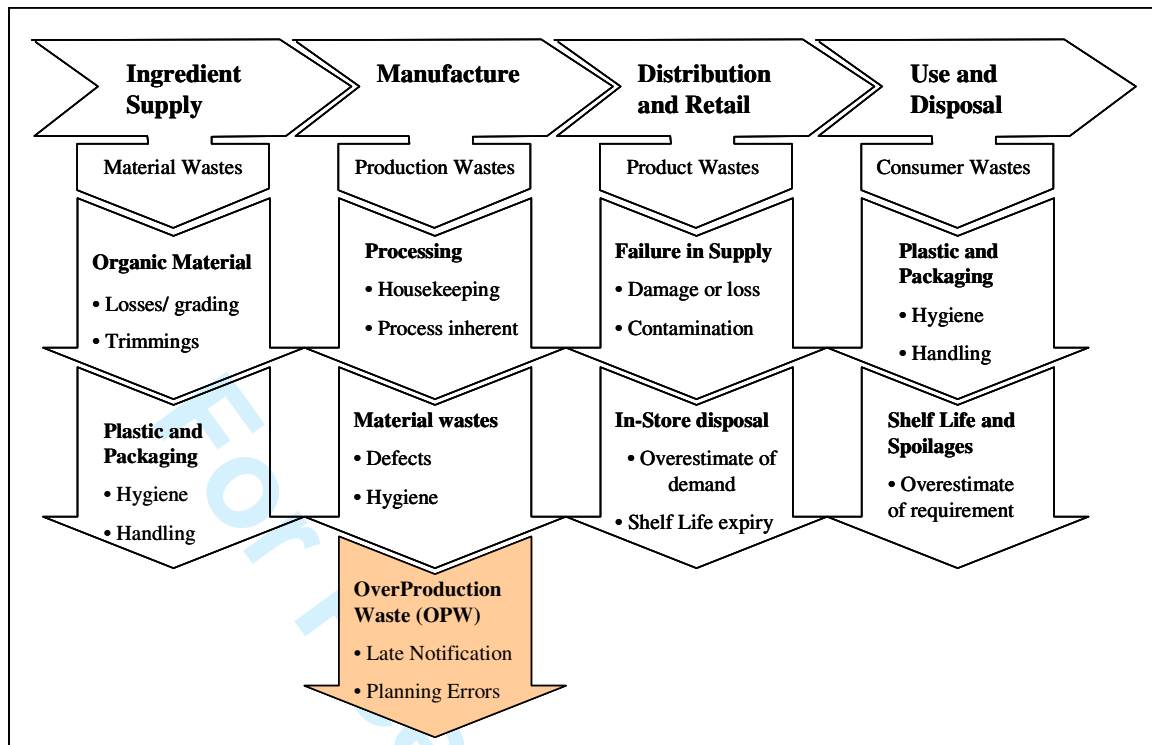 Ingredient
Supply
Manufacture
Distribution
and Retail
Use and
Disposal
Material Wastes
Production Wastes
Product Wastes
Consumer Wastes
Organic Material
• Losses/ grading
• Trimmings
Processing
• Housekeeping
• Process inherent
Failure in Supply
• Damage or loss
• Contamination
Plastic and
Packaging
• Hygiene
• Handling
Plastic and
Packaging
• Hygiene
• Handling
Material wastes
• Defects
• Hygiene
In-Store disposal
• Overestimate of
demand
• Shelf Life expiry
Shelf Life and
Spoilages
• Overestimate
of requirement
OverProduction
Waste (OPW)
• Late Notification
• Planning Errors
For